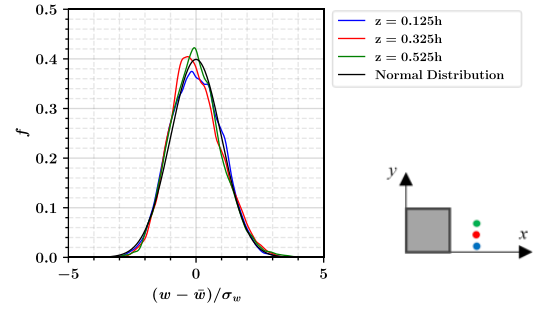 0.5
0.4
0.3
0.2
0.1
0.0
−5
0
5
f
(w − w̄)/σ_w
z = 0.125h
z = 0.325h
z = 0.525h
Normal Distribution
y
x